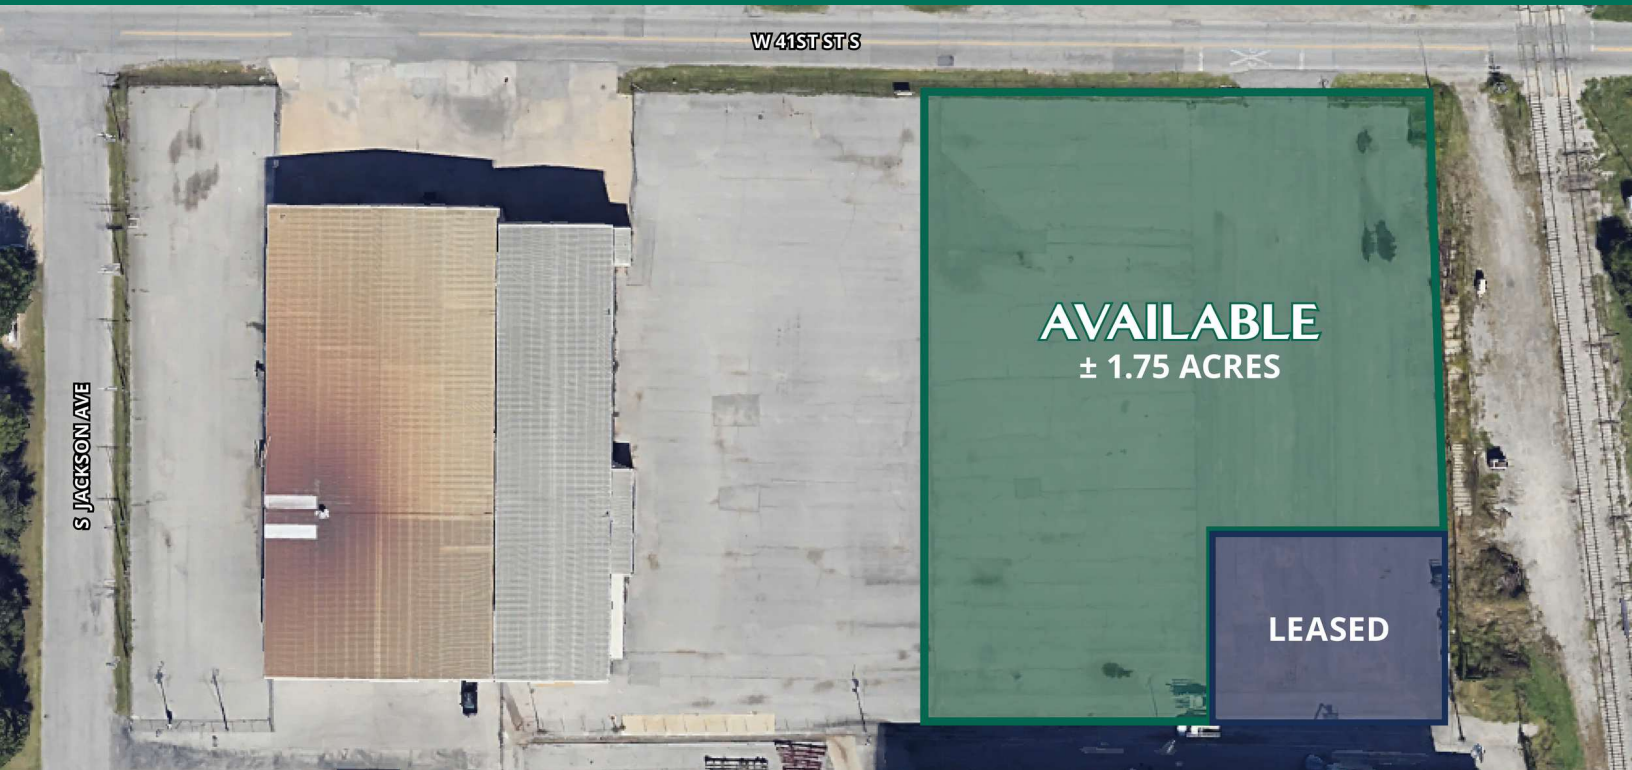 W 41ST ST S
AVAILABLE
± 1.75 ACRES
S JACKSON AVE
LEASED